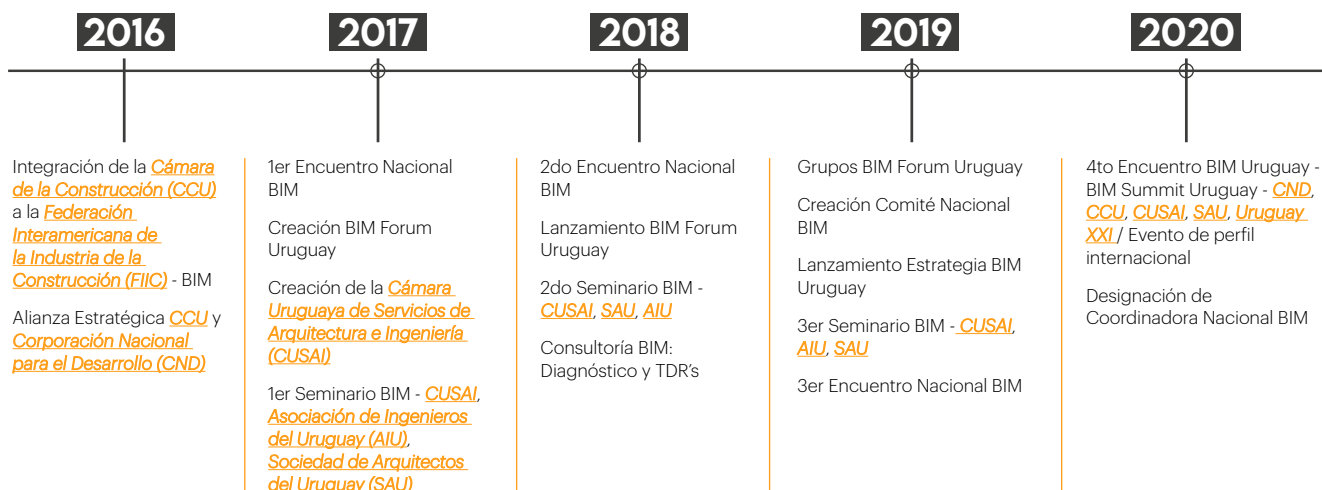 2016
2017
2018
2019
2020
Integración de la Cámara
de la Construcción (CCU)
a la Federación
Interamericana de
la Industria de la
Construcción (FIIC) - BIM
Alianza Estratégica CCU y
Corporación Nacional
para el Desarrollo (CND)
1er Encuentro Nacional
BIM
Creación BIM Forum
Uruguay
Creación de la Cámara
Uruguaya de Servicios de
Arquitectura e Ingeniería
(CUSAI)
1er Seminario BIM - CUSAI,
Asociación de Ingenieros
del Uruguay (AIU),
Sociedad de Arquitectos
del Uruguay (SAU)
2do Encuentro Nacional
BIM
Lanzamiento BIM Forum
Uruguay
2do Seminario BIM -
CUSAI, SAU, AIU
Consultoría BIM:
Diagnóstico y TDR's
Grupos BIM Forum Uruguay
Creación Comité Nacional
BIM
Lanzamiento Estrategia BIM
Uruguay
3er Seminario BIM - CUSAI,
AIU, SAU
3er Encuentro Nacional BIM
4to Encuentro BIM Uruguay -
BIM Summit Uruguay - CND,
CCU, CUSAI, SAU, Uruguay
XXI / Evento de perfil
internacional
Designación de
Coordinadora Nacional BIM